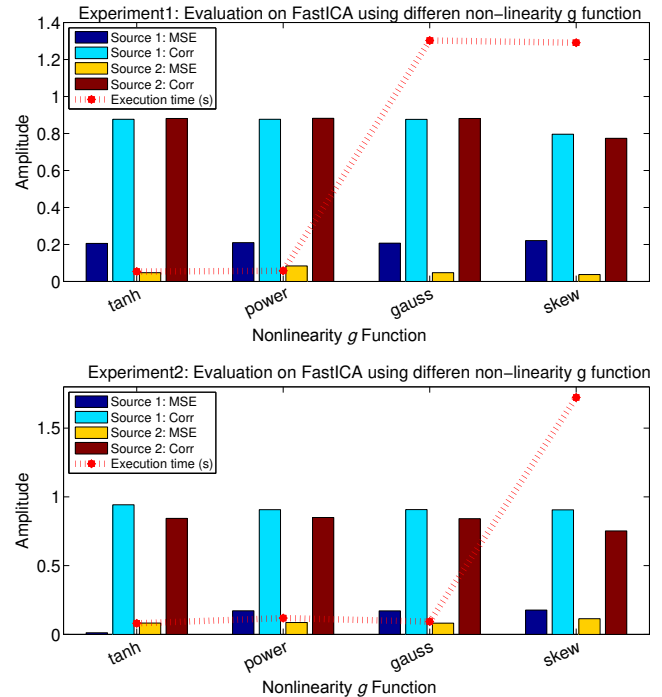 Experiment1: Evaluation on FastICA using differen non−linearity g function
1.4
1.2
1
0.8
0.6
0.4
0.2
0
Amplitude
Source 1: MSE
Source 1: Corr
Source 2: MSE
Source 2: Corr
Execution time (s)
tanh
power
gauss
skew
Nonlinearity g Function
Experiment2: Evaluation on FastICA using differen non−linearity g function
1.5
1
0.5
0
Amplitude
Source 1: MSE
Source 1: Corr
Source 2: MSE
Source 2: Corr
Execution time (s)
tanh
power
gauss
skew
Nonlinearity g Function